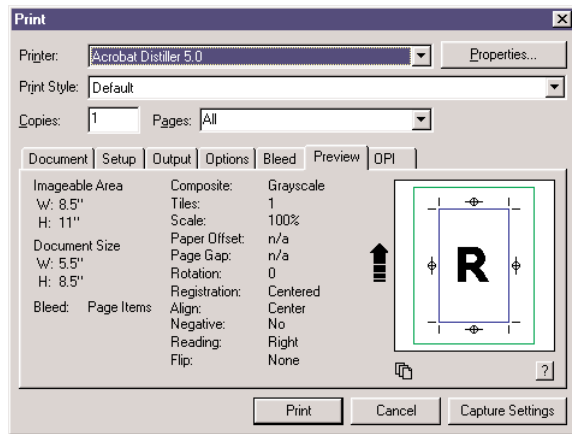 Print
Printer: Acrobat Distiller 5.0 Properties...
Print Style: Default
Copies: 1 Pages: All
Document Setup Output Options Bleed Preview OPI
Imageable Area
W: 8.5"
H: 11"
Document Size
W: 5.5"
H: 8.5"
Bleed: Page Items
Composite: Grayscale
Tiles: 1
Scale: 100%
Paper Offset: n/a
Page Gap: n/a
Rotation: 0
Registration: Centered
Align: Center
Negative: No
Reading: Right
Flip: None
R
?
Print Cancel Capture Settings